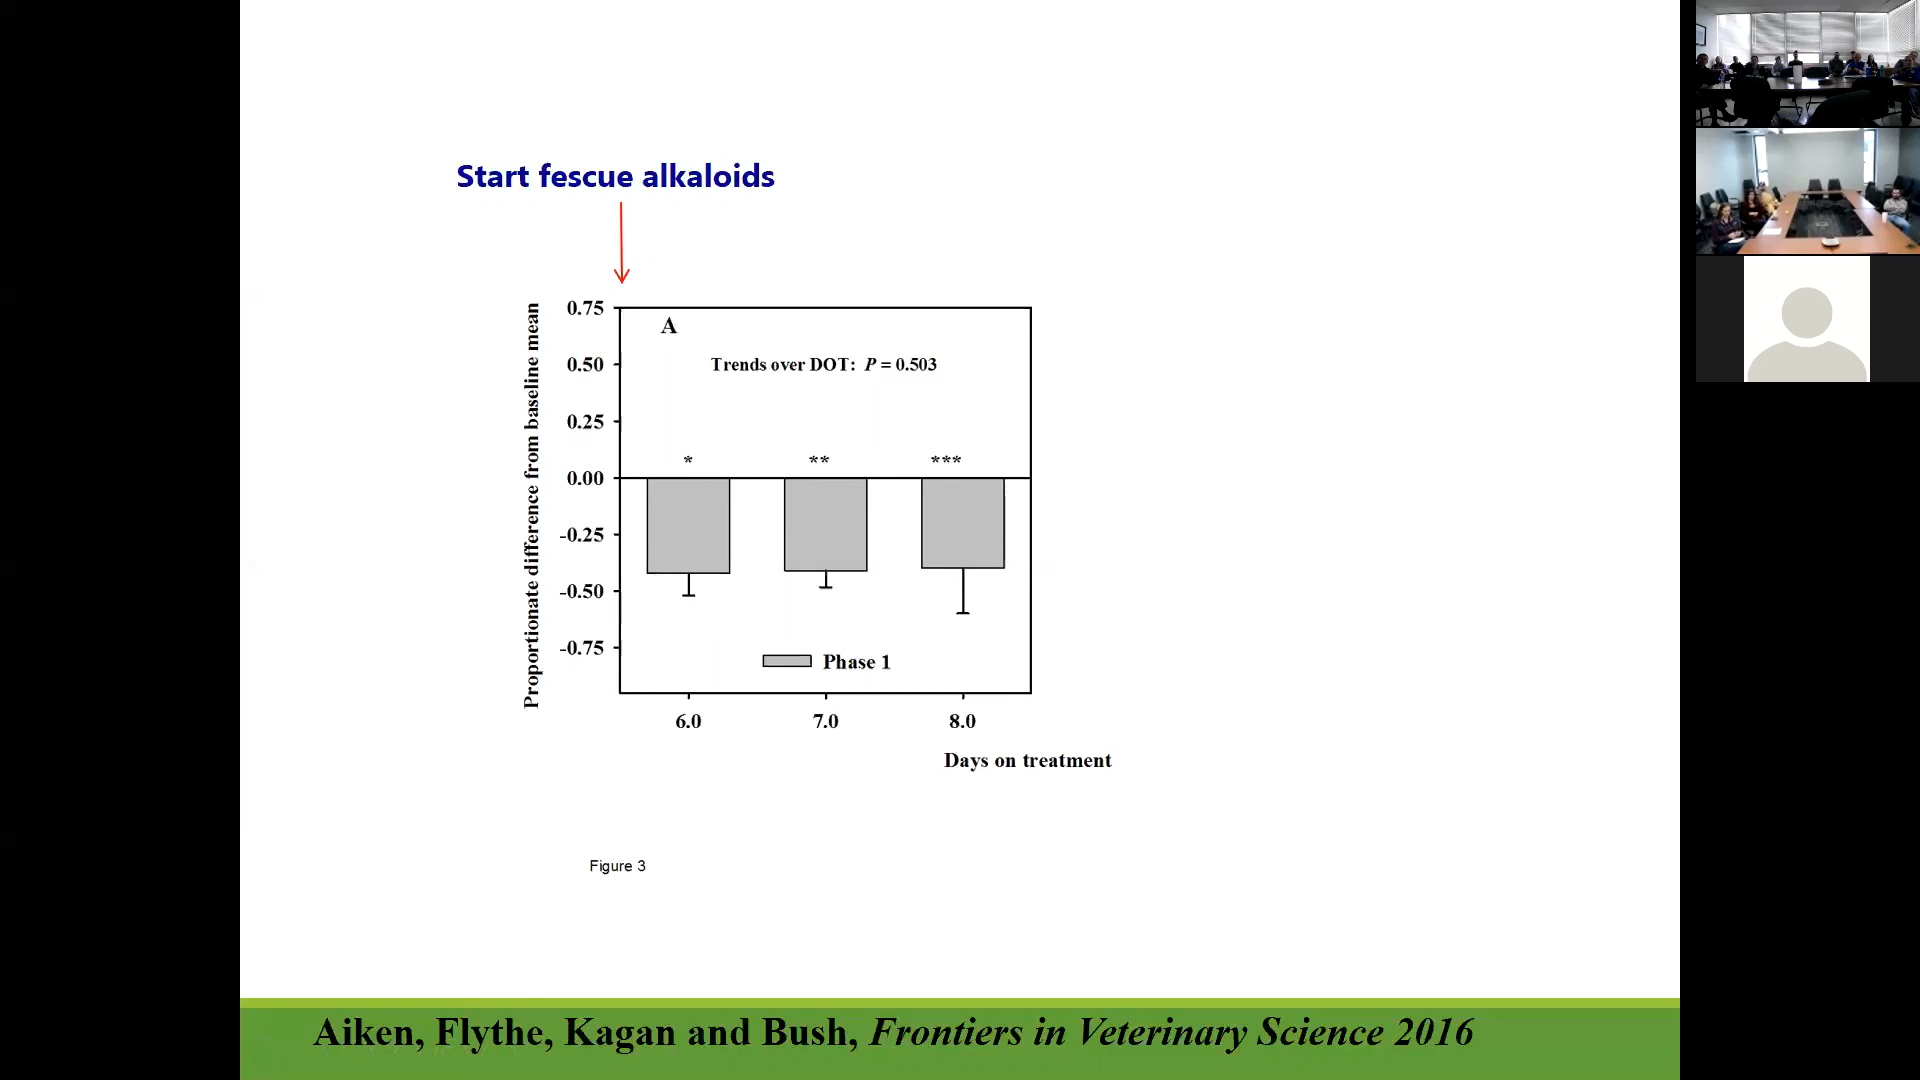 Start fescue alkaloids
Proportionate difference from baseline mean
0.75
0.50
0.25
0.00
-0.25
-0.50
-0.75
A
Trends over DOT: P = 0.503
* ** ***
Phase 1
6.0 7.0 8.0
Days on treatment
Figure 3
Aiken, Flythe, Kagan and Bush, Frontiers in Veterinary Science 2016